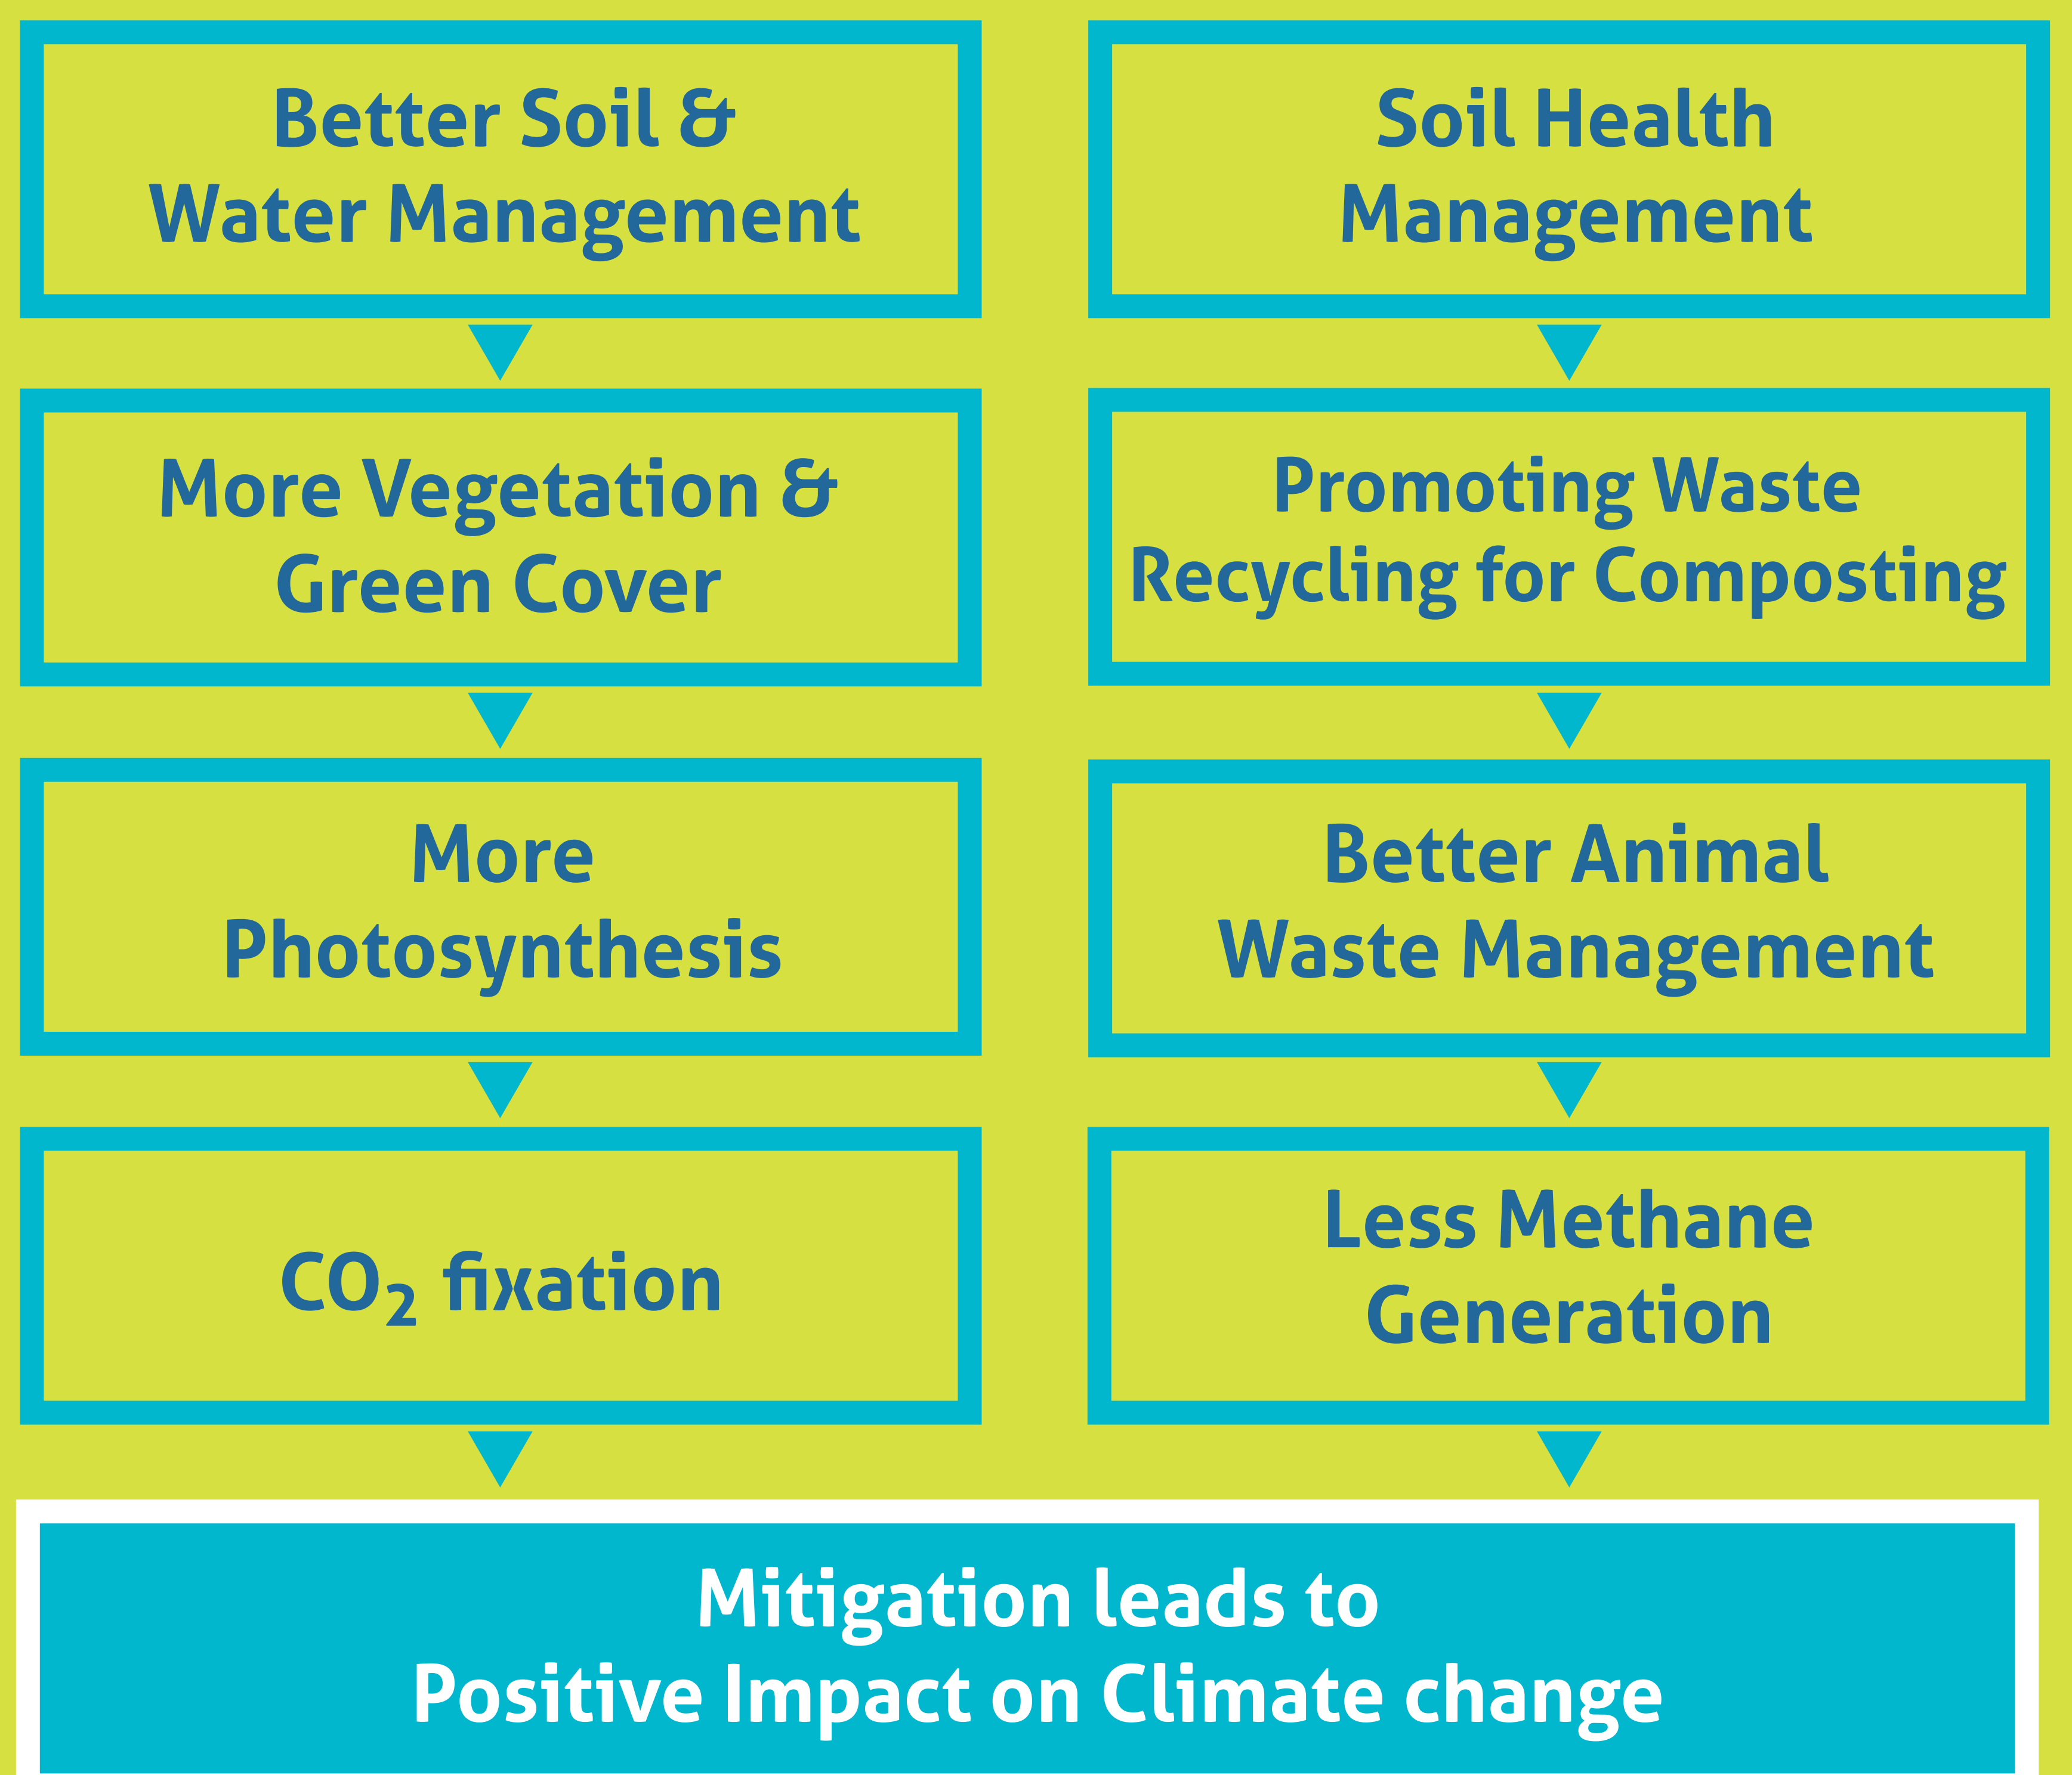 Better Soil &
Water Management
More Vegetation &
Green Cover
More
Photosynthesis
CO₂ fixation
Soil Health
Management
Promoting Waste
Recycling for Composting
Better Animal
Waste Management
Less Methane
Generation
Mitigation leads to
Positive Impact on Climate change